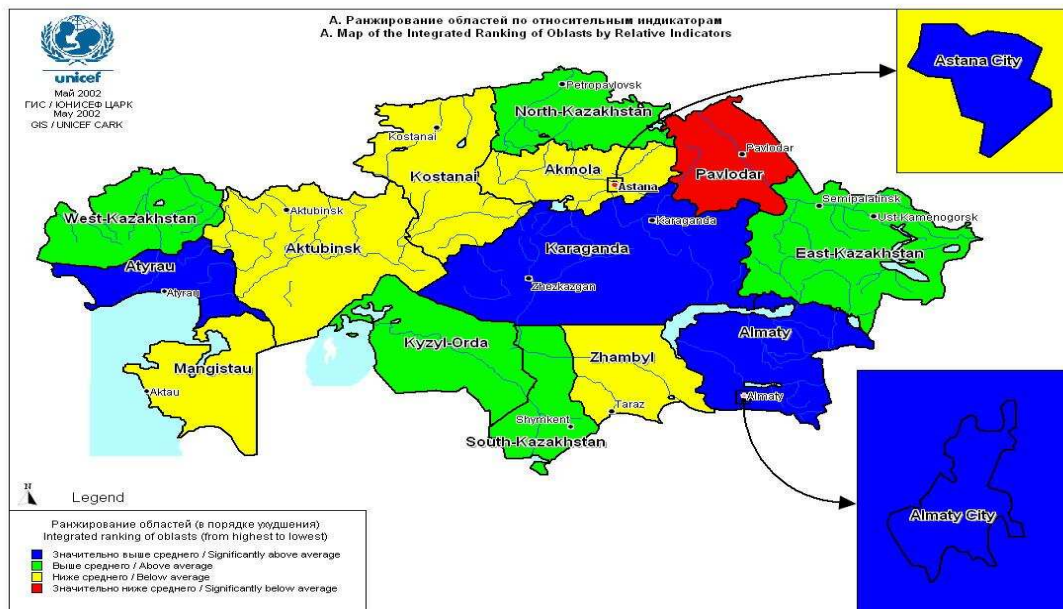 А. Ранжирование областей по относительным индикаторам
A. Map of the Integrated Ranking of Oblasts by Relative Indicators
unicef
Май 2002
ГИС / ЮНИСЕФ ЦАРК
May 2002
GIS / UNICEF CARK
Astana City
Petropavlovsk
North-Kazakhstan
Kostanai
Kostanai
Akmola
Astana
Pavlodar
Pavlodar
West-Kazakhstan
Aktubinsk
Aktubinsk
Karaganda
Karaganda
Zhezkazgan
Semipalatinsk
Ust-Kamenogorsk
East-Kazakhstan
Atyrau
Atyrau
Mangistau
Aktau
Kyzyl-Orda
Zhambyl
Taraz
Shymkent
South-Kazakhstan
Almaty
Almaty
Almaty City
N
Legend
Ранжирование областей (в порядке ухудшения)
Integrated ranking of oblasts (from highest to lowest)
Значительно выше среднего / Significantly above average
Выше среднего / Above average
Ниже среднего / Below average
Значительно ниже среднего / Significantly below average